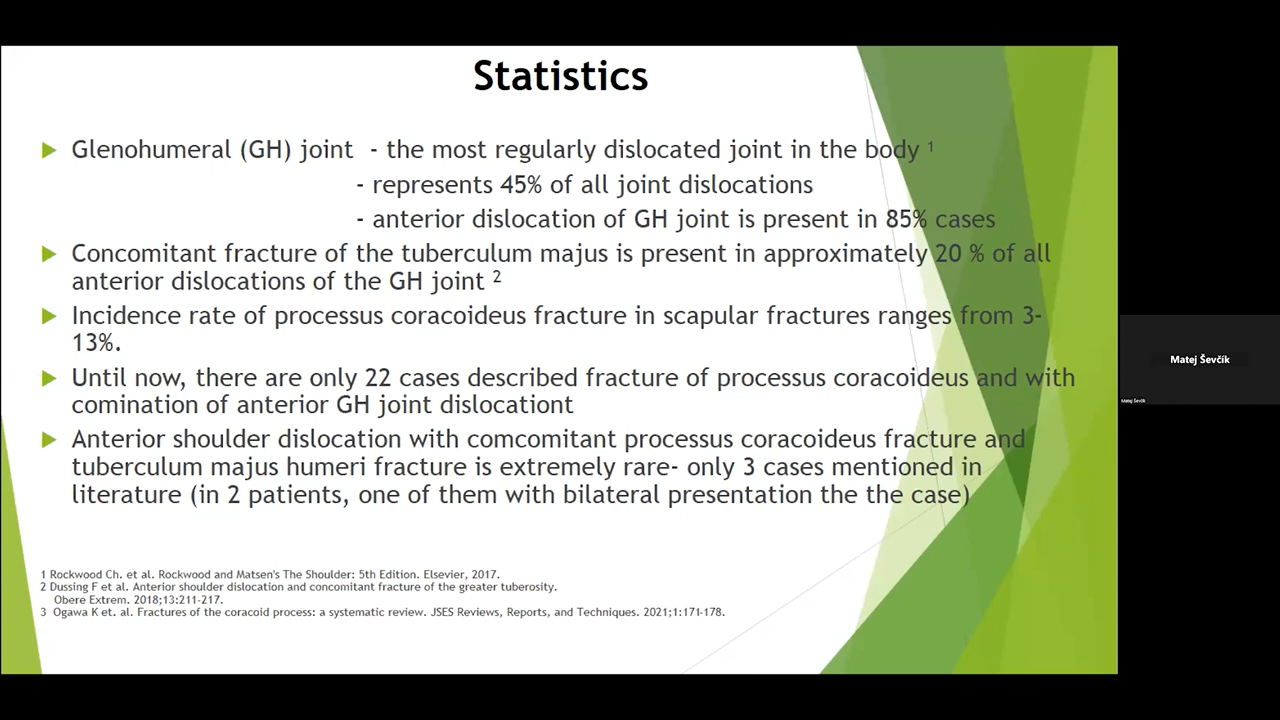 Statistics
Glenohumeral (GH) joint - the most regularly dislocated joint in the body 1
- represents 45% of all joint dislocations
- anterior dislocation of GH joint is present in 85% cases
Concomitant fracture of the tuberculum majus is present in approximately 20 % of all
anterior dislocations of the GH joint 2
Incidence rate of processus coracoideus fracture in scapular fractures ranges from 3-
13%.
Until now, there are only 22 cases described fracture of processus coracoideus and with
comination of anterior GH joint dislocationt
Anterior shoulder dislocation with comcomitant processus coracoideus fracture and
tuberculum majus humeri fracture is extremely rare- only 3 cases mentioned in
literature (in 2 patients, one of them with bilateral presentation the the case)
1 Rockwood Ch. et al. Rockwood and Matsen's The Shoulder: 5th Edition. Elsevier, 2017.
2 Dussing F et al. Anterior shoulder dislocation and concomitant fracture of the greater tuberosity.
Obere Extrem. 2018;13:211-217.
3 Ogawa K et. al. Fractures of the coracoid process: a systematic review. JSES Reviews, Reports, and Techniques. 2021;1:171-178.
Matej Ševčík
Matej Ševčík